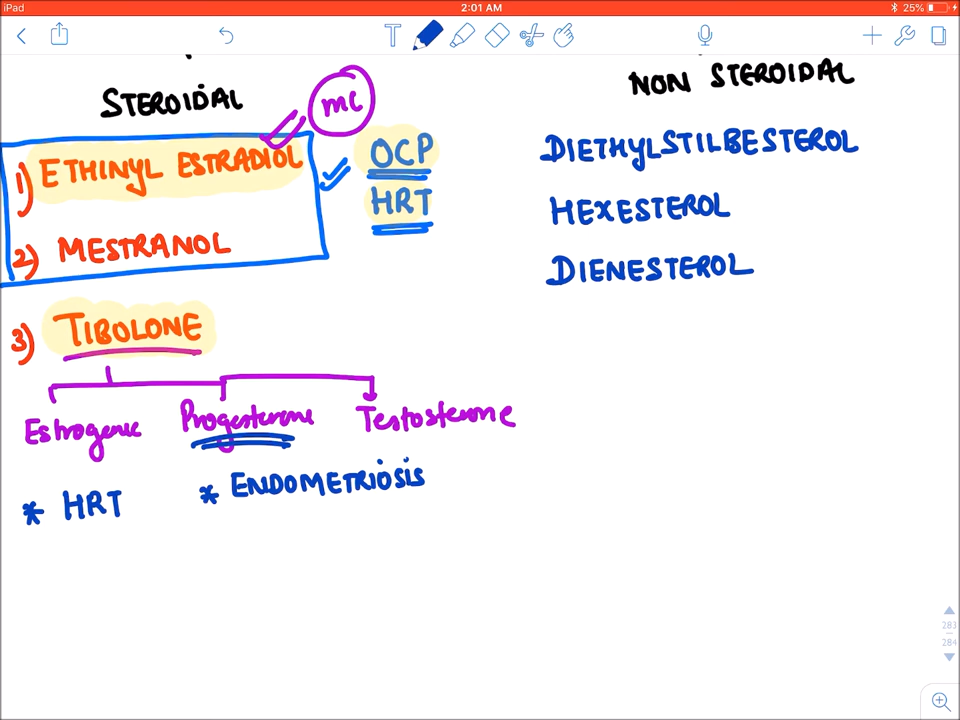 iPad
2:01 AM
25%
T
STEROIDAL
NON STEROIDAL
mc
1) ETHINYL ESTRADIOL
OCP
HRT
2) MESTRANOL
DIETHYLSTILBESTEROL
HEXESTEROL
DIENESTEROL
3) TIBOLONE
Estrogenic Progesterone Testosterone
* HRT * ENDOMETRIOSIS
283
284